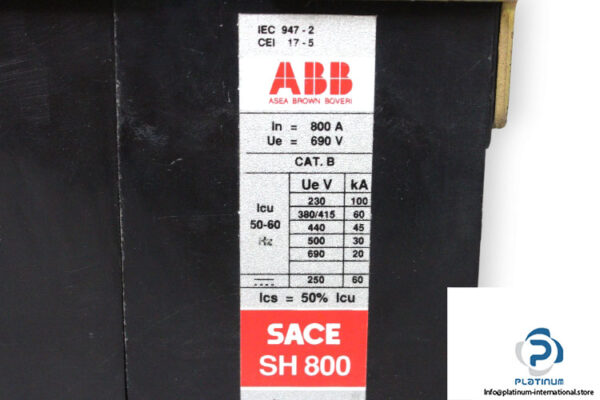 IEC 947-2
CEI 17-5
ABB
ASEA BROWN BOVERI
In = 800 A
Ue = 690 V
CAT. B
Icu
50-60
Hz
Ue V kA
230 100
380/415 60
440 45
500 30
690 20
250 60
Ics = 50% Icu
SACE
SH 800
PLATINUM
Info@platinum-international.store